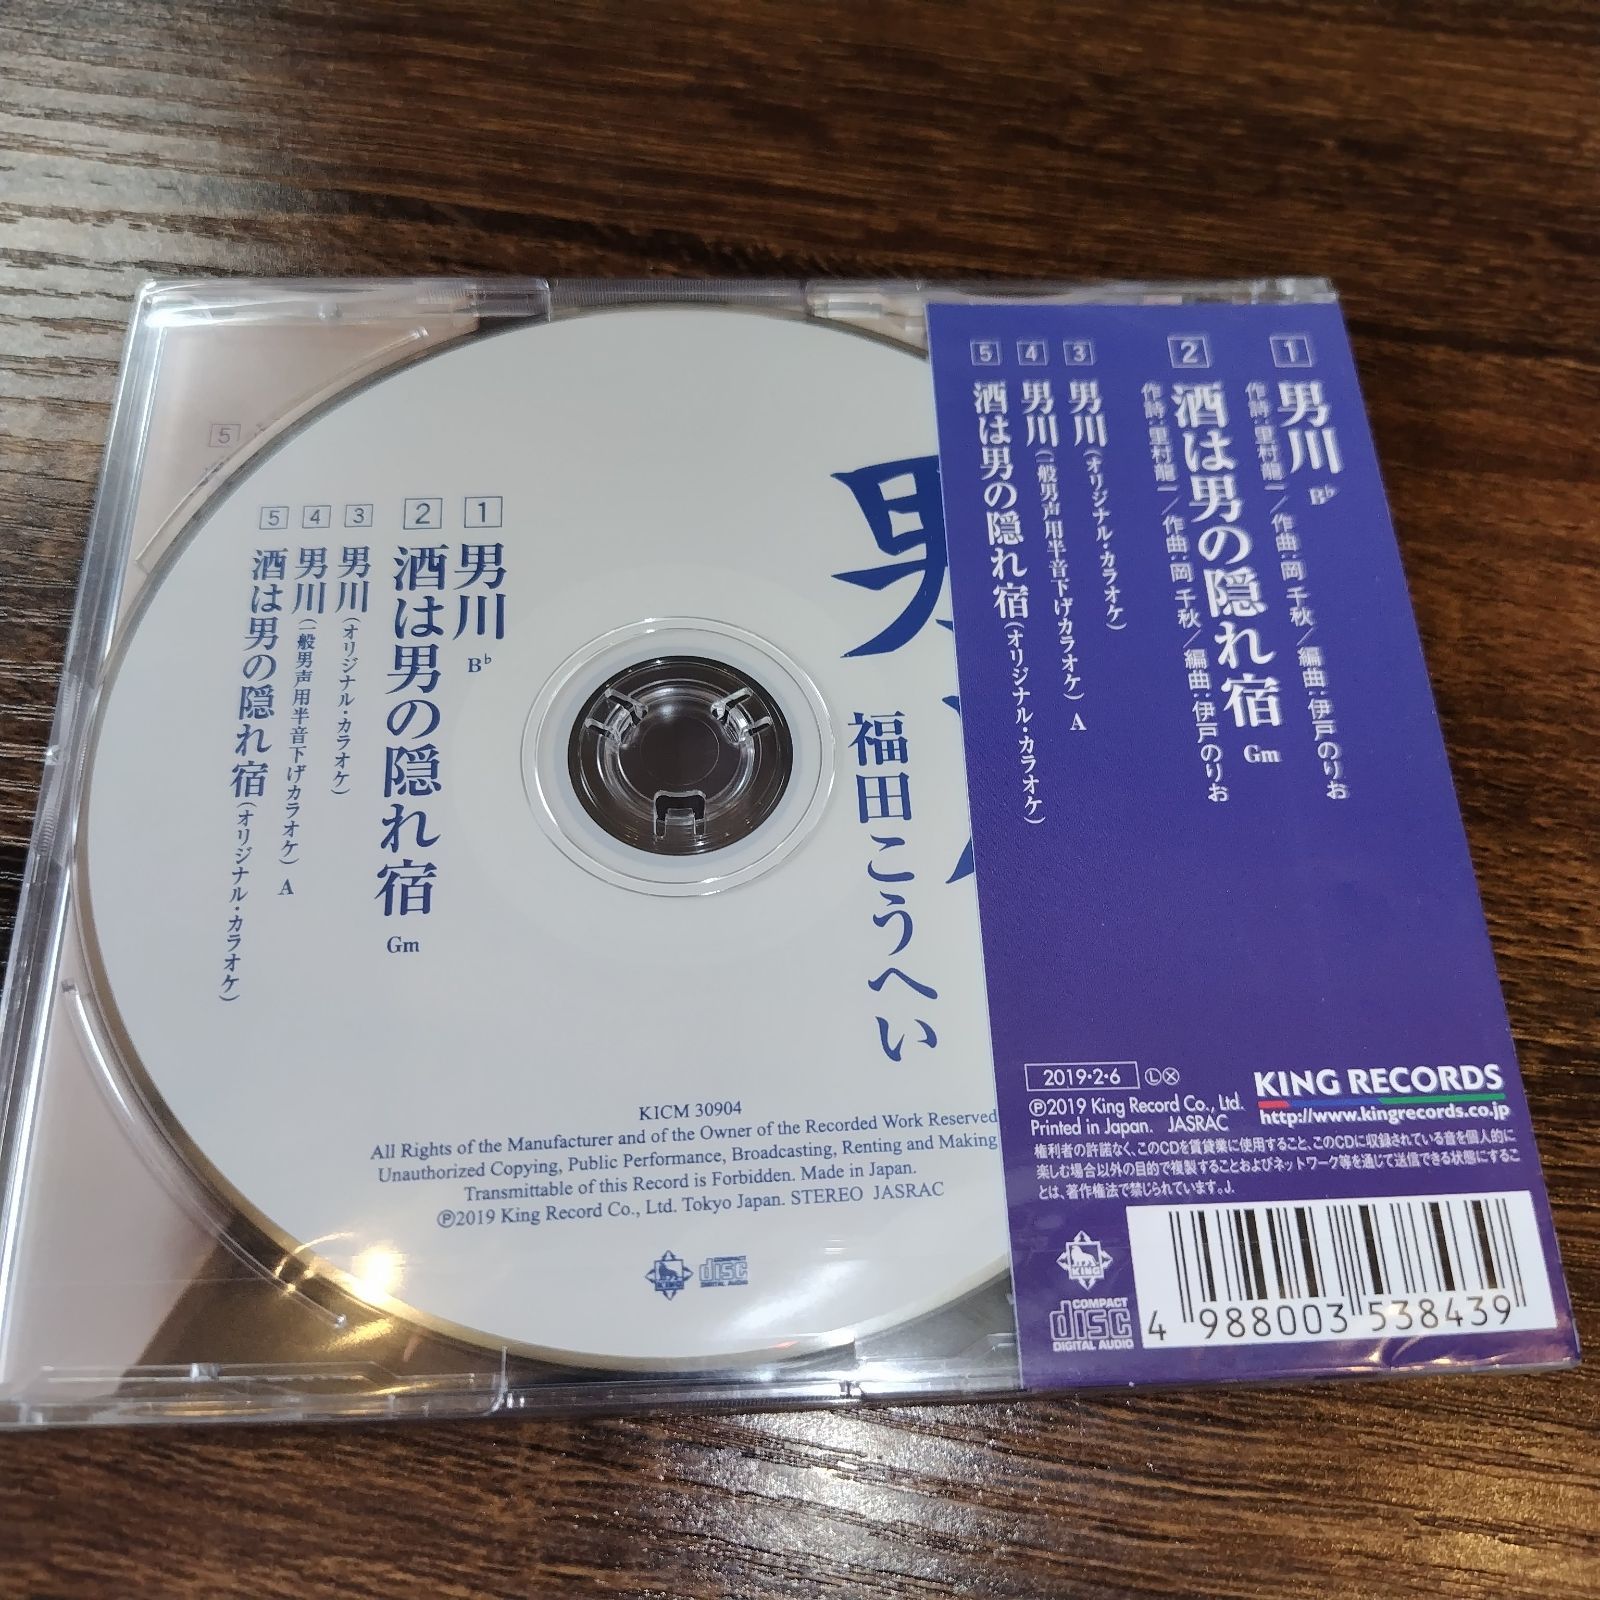 男川
福田こうへい
1 男川 B♭
2 酒は男の隠れ宿 Gm
3 男川(オリジナル・カラオケ)
4 男川(一般男声用半音下げカラオケ) A
5 酒は男の隠れ宿(オリジナル・カラオケ)
KICM 30904
All Rights of the Manufacturer and of the Owner of the Recorded Work Reserved
Unauthorized Copying, Public Performance, Broadcasting, Renting and Making
Transmittable of this Record is Forbidden. Made in Japan.
℗2019 King Record Co., Ltd. Tokyo Japan. STEREO JASRAC
KING
COMPACT
disc
DIGITAL AUDIO
5
1 男川 B♭
作詩:里村龍一/作曲:岡 千秋/編曲:伊戸のりお
2 酒は男の隠れ宿 Gm
作詩:里村龍一/作曲:岡 千秋/編曲:伊戸のりお
3 男川(オリジナル・カラオケ)
4 男川(一般男声用半音下げカラオケ) A
5 酒は男の隠れ宿(オリジナル・カラオケ)
2019・2・6 ⓁⓍ
℗2019 King Record Co., Ltd.
Printed in Japan. JASRAC
KING RECORDS
http://www.kingrecords.co.jp
権利者の許諾なく、このCDを賃貸業に使用すること、このCDに収録されている音を個人的に
楽しむ場合以外の目的で複製することおよびネットワーク等を通じて送信できる状態にするこ
とは、著作権法で禁じられています。J.
KING
COMPACT
disc
DIGITAL AUDIO
4 988003 538439